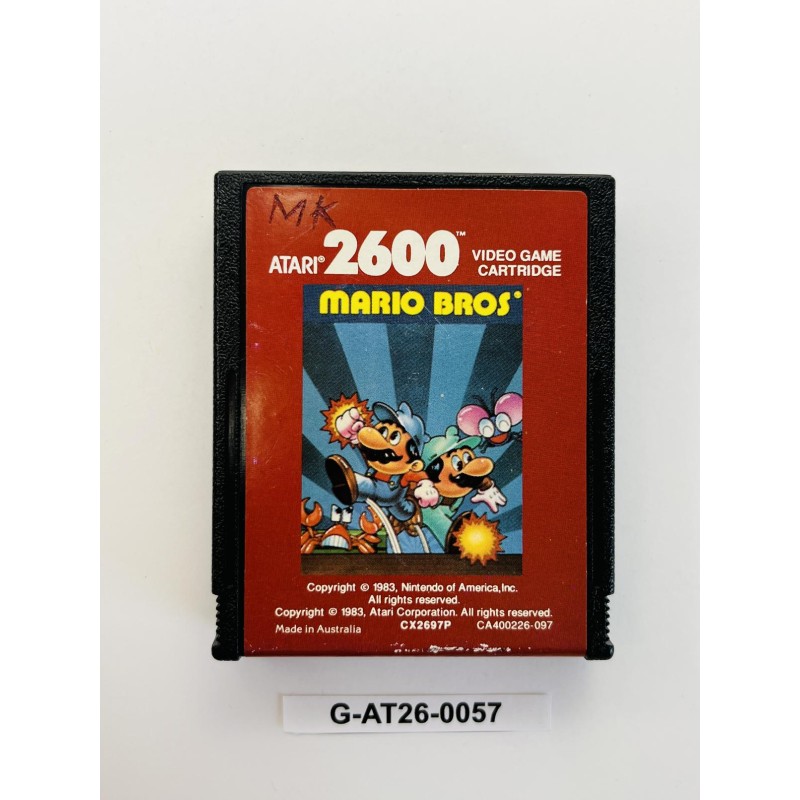 MK
ATARI® 2600™ VIDEO GAME
CARTRIDGE
MARIO BROS®
Copyright © 1983, Nintendo of America,Inc.
All rights reserved.
Copyright © 1983, Atari Corporation. All rights reserved.
Made in Australia CX2697P CA400226-097
G-AT26-0057